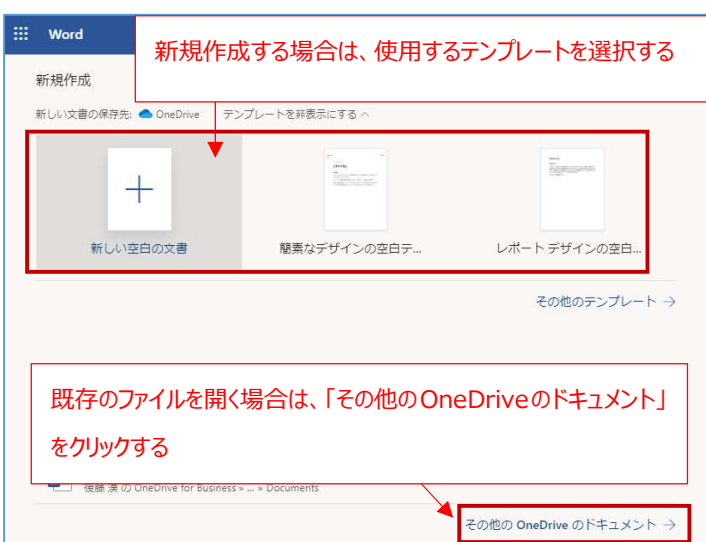 Word
新規作成する場合は、使用するテンプレートを選択する
新規作成
新しい文書の保存先: OneDrive テンプレートを非表示にする
新しい空白の文書
簡素なデザインの空白テ...
レポート デザインの空白...
その他のテンプレート →
既存のファイルを開く場合は、「その他のOneDriveのドキュメント」
をクリックする
後藤 漢 の OneDrive for Business » ... » Documents
その他の OneDrive のドキュメント →